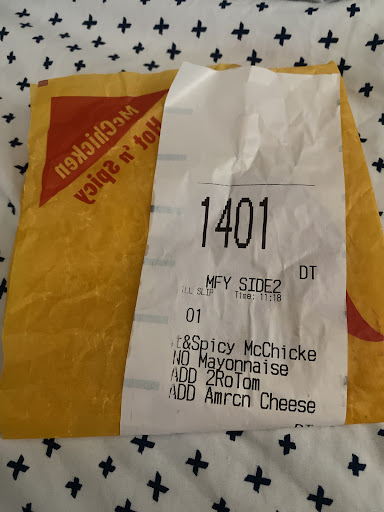 McChicken
Hot 'n Spicy
1401
DT
MFY SIDE2
Time: 11:18
01
t&Spicy McChicke
NO Mayonnaise
ADD 2RoTom
ADD Amrcn Cheese